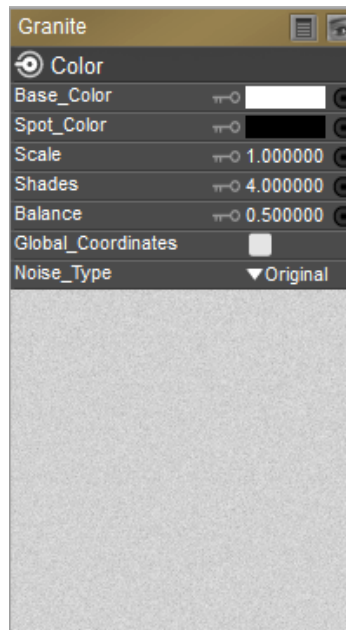 Granite
Color
Base_Color
Spot_Color
Scale 1.000000
Shades 4.000000
Balance 0.500000
Global_Coordinates
Noise_Type Original